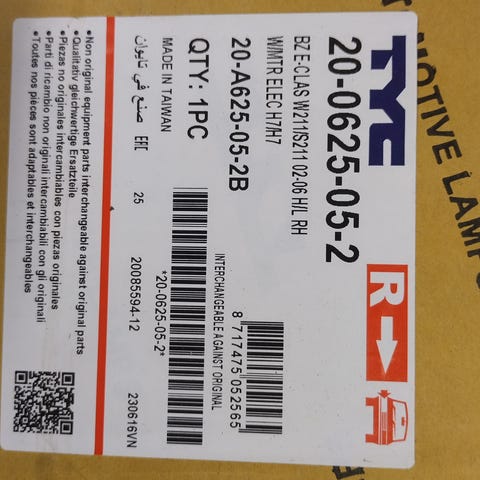 TYC
20-0625-05-2
R
BZ E-CLAS W211/S211 02-06 H/L RH
W/MTR ELEC H7/H7
20-A625-05-2B
QTY: 1PC
MADE IN TAIWAN
صنع في تايوان
ERE
25
20085594-12
230616VN
INTERCHANGEABLE AGAINST ORIGINAL
8 717475 052565
*20-0625-05-2*
•Non original equipment parts interchangeable against original parts
•Qualitativ gleichwertige Ersatzteile
•Piezas no originales intercambiables con piezas originales
•Parti di ricambio non originali intercambiabili con gli originali
•Toutes nos pièces sont adaptables et interchangeables
MOTIVE LAMPS